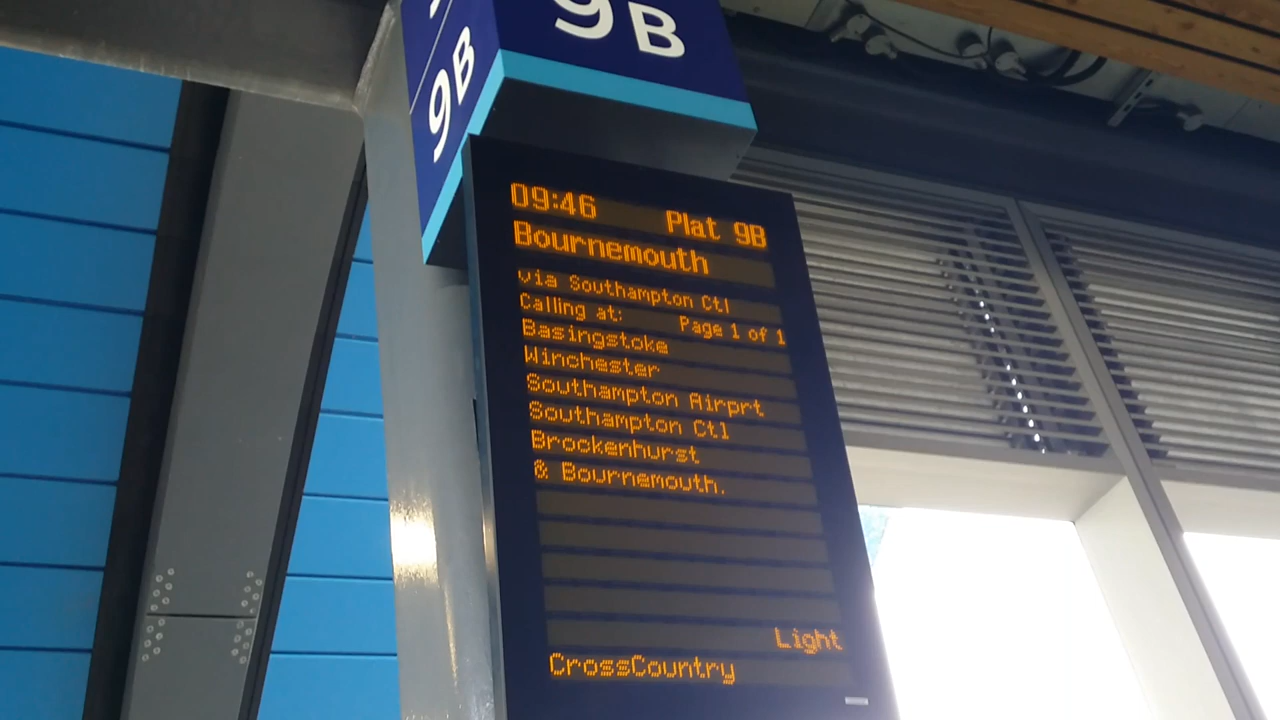 9B
9B
09:46 Plat 9B
Bournemouth
via Southampton Ctl
Calling at: Page 1 of 1
Basingstoke
Winchester
Southampton Airprt
Southampton Ctl
Brockenhurst
& Bournemouth.
Light
CrossCountry